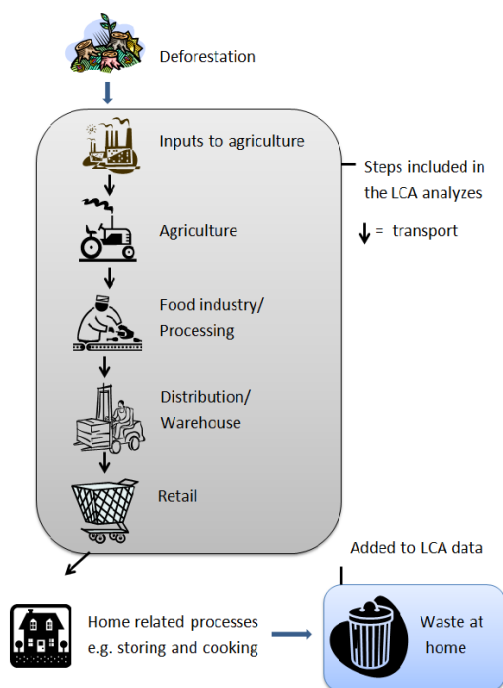 Deforestation
Inputs to agriculture
Steps included in
the LCA analyzes
= transport
Agriculture
Food industry/
Processing
Distribution/
Warehouse
Retail
Added to LCA data
Home related processes
e.g. storing and cooking
Waste at
home